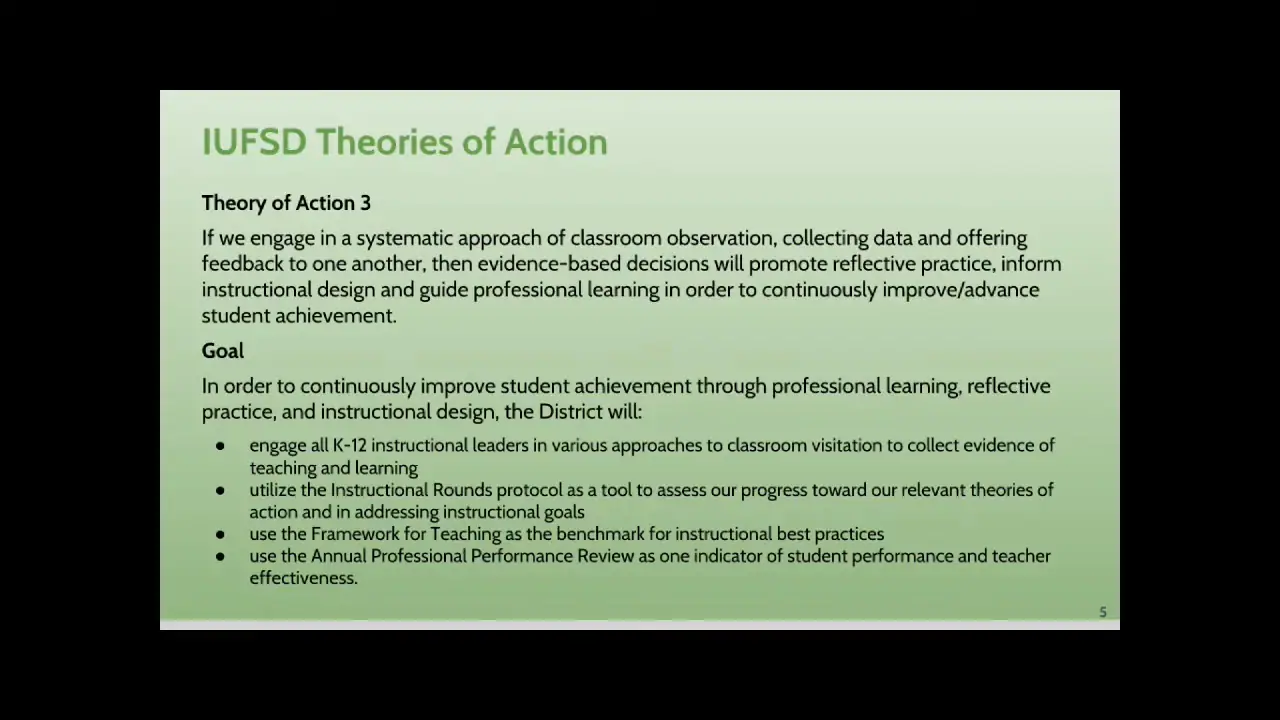 IUFSD Theories of Action
Theory of Action 3
If we engage in a systematic approach of classroom observation, collecting data and offering
feedback to one another, then evidence-based decisions will promote reflective practice, inform
instructional design and guide professional learning in order to continuously improve/advance
student achievement.
Goal
In order to continuously improve student achievement through professional learning, reflective
practice, and instructional design, the District will:
● engage all K-12 instructional leaders in various approaches to classroom visitation to collect evidence of
teaching and learning
● utilize the Instructional Rounds protocol as a tool to assess our progress toward our relevant theories of
action and in addressing instructional goals
● use the Framework for Teaching as the benchmark for instructional best practices
● use the Annual Professional Performance Review as one indicator of student performance and teacher
effectiveness.
5